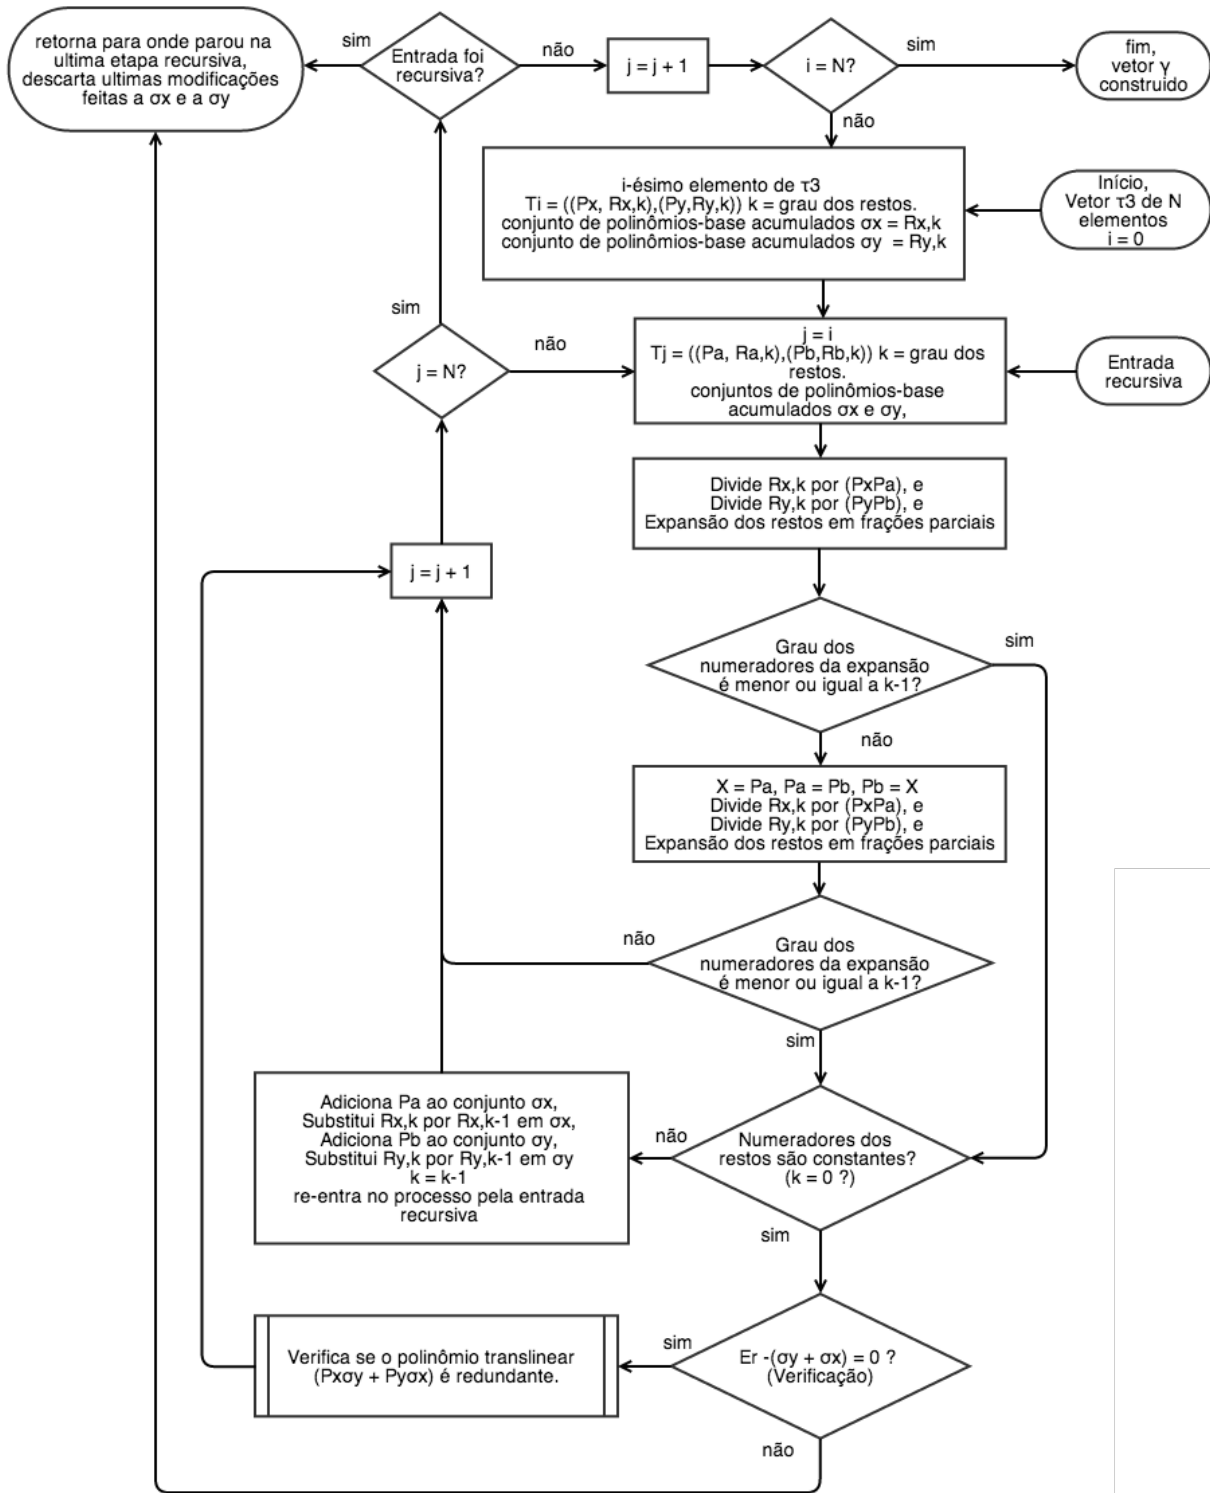 retorna para onde parou na
ultima etapa recursiva,
descarta ultimas modificações
feitas a σx e a σy
sim
Entrada foi
recursiva?
não
j = j + 1
i = N?
sim
fim,
vetor γ
construido
não
i-ésimo elemento de τ3
Ti = ((Px, Rx,k),(Py,Ry,k)) k = grau dos restos.
conjunto de polinômios-base acumulados σx = Rx,k
conjunto de polinômios-base acumulados σy = Ry,k
Início,
Vetor τ3 de N
elementos
i = 0
sim
j = N?
não
j = i
Tj = ((Pa, Ra,k),(Pb,Rb,k)) k = grau dos
restos.
conjuntos de polinômios-base
acumulados σx e σy,
Entrada
recursiva
Divide Rx,k por (PxPa), e
Divide Ry,k por (PyPb), e
Expansão dos restos em frações parciais
j = j + 1
Grau dos
numeradores da expansão
é menor ou igual a k-1?
sim
não
X = Pa, Pa = Pb, Pb = X
Divide Rx,k por (PxPa), e
Divide Ry,k por (PyPb), e
Expansão dos restos em frações parciais
não
Grau dos
numeradores da expansão
é menor ou igual a k-1?
sim
Adiciona Pa ao conjunto σx,
Substitui Rx,k por Rx,k-1 em σx,
Adiciona Pb ao conjunto σy,
Substitui Ry,k por Ry,k-1 em σy
k = k-1
re-entra no processo pela entrada
recursiva
não
Numeradores dos
restos são constantes?
(k = 0 ?)
sim
Verifica se o polinômio translinear
(Pxσy + Pyσx) é redundante.
sim
Er -(σy + σx) = 0 ?
(Verificação)
não